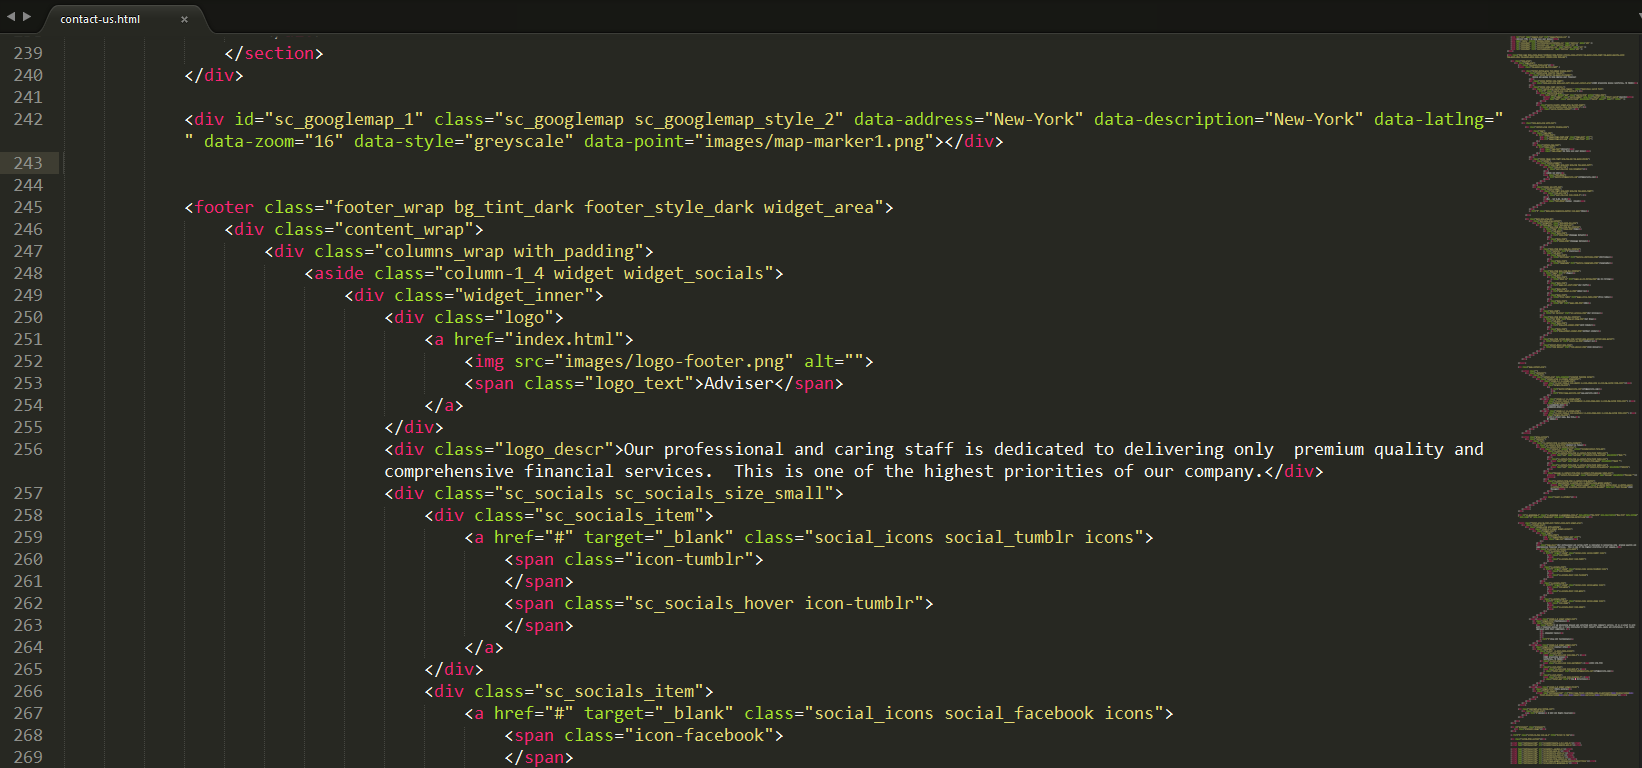 contact-us.html ×
239 </section>
240 </div>
241
242 <div id="sc_googlemap_1" class="sc_googlemap sc_googlemap_style_2" data-address="New-York" data-description="New-York" data-latlng="
" data-zoom="16" data-style="greyscale" data-point="images/map-marker1.png"></div>
243
244
245 <footer class="footer_wrap bg_tint_dark footer_style_dark widget_area">
246 <div class="content_wrap">
247 <div class="columns_wrap with_padding">
248 <aside class="column-1_4 widget widget_socials">
249 <div class="widget_inner">
250 <div class="logo">
251 <a href="index.html">
252 <img src="images/logo-footer.png" alt="">
253 <span class="logo_text">Adviser</span>
254 </a>
255 </div>
256 <div class="logo_descr">Our professional and caring staff is dedicated to delivering only  premium quality and
comprehensive financial services.  This is one of the highest priorities of our company.</div>
257 <div class="sc_socials sc_socials_size_small">
258 <div class="sc_socials_item">
259 <a href="#" target="_blank" class="social_icons social_tumblr icons">
260 <span class="icon-tumblr">
261 </span>
262 <span class="sc_socials_hover icon-tumblr">
263 </span>
264 </a>
265 </div>
266 <div class="sc_socials_item">
267 <a href="#" target="_blank" class="social_icons social_facebook icons">
268 <span class="icon-facebook">
269 </span>